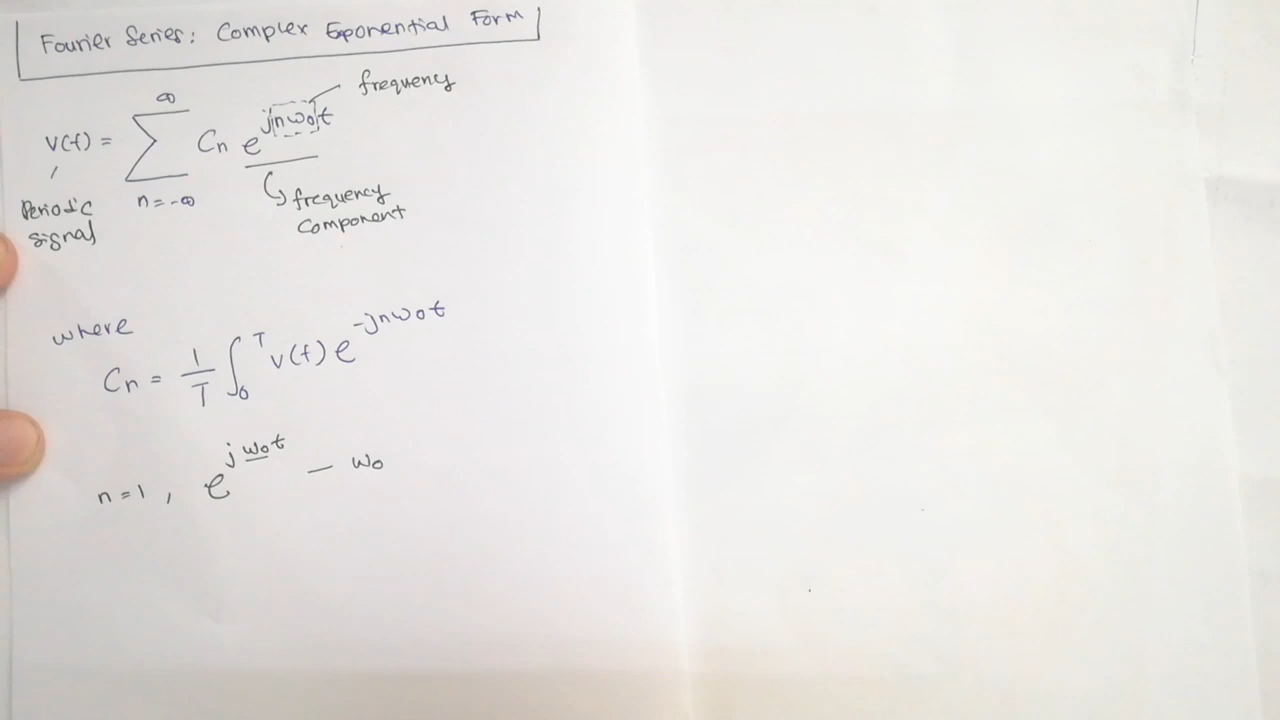 Fourier Series: Complex Exponential Form
frequency
v(t) = ∑ Cn e^{jnω₀t}
∞
n = -∞
Periodic signal
frequency component
where
Cn = 1/T ∫₀^T v(t) e^{-jnω₀t}
n = 1 , e^{jω₀t} — ω₀